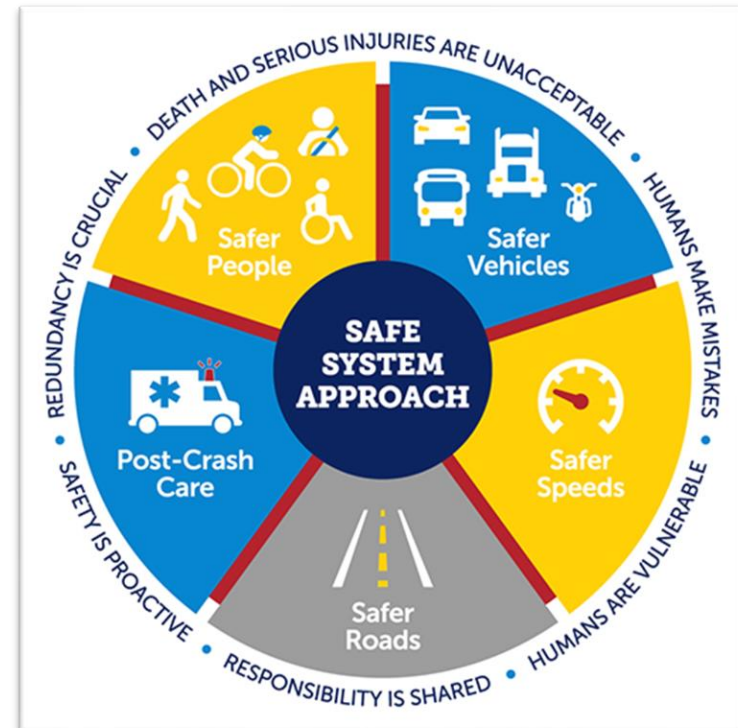 DEATH AND SERIOUS INJURIES ARE UNACCEPTABLE
HUMANS MAKE MISTAKES
HUMANS ARE VULNERABLE
RESPONSIBILITY IS SHARED
SAFETY IS PROACTIVE
REDUNDANCY IS CRUCIAL
Safer
People
Safer
Vehicles
SAFE
SYSTEM
APPROACH
Post-Crash
Care
Safer
Speeds
Safer
Roads